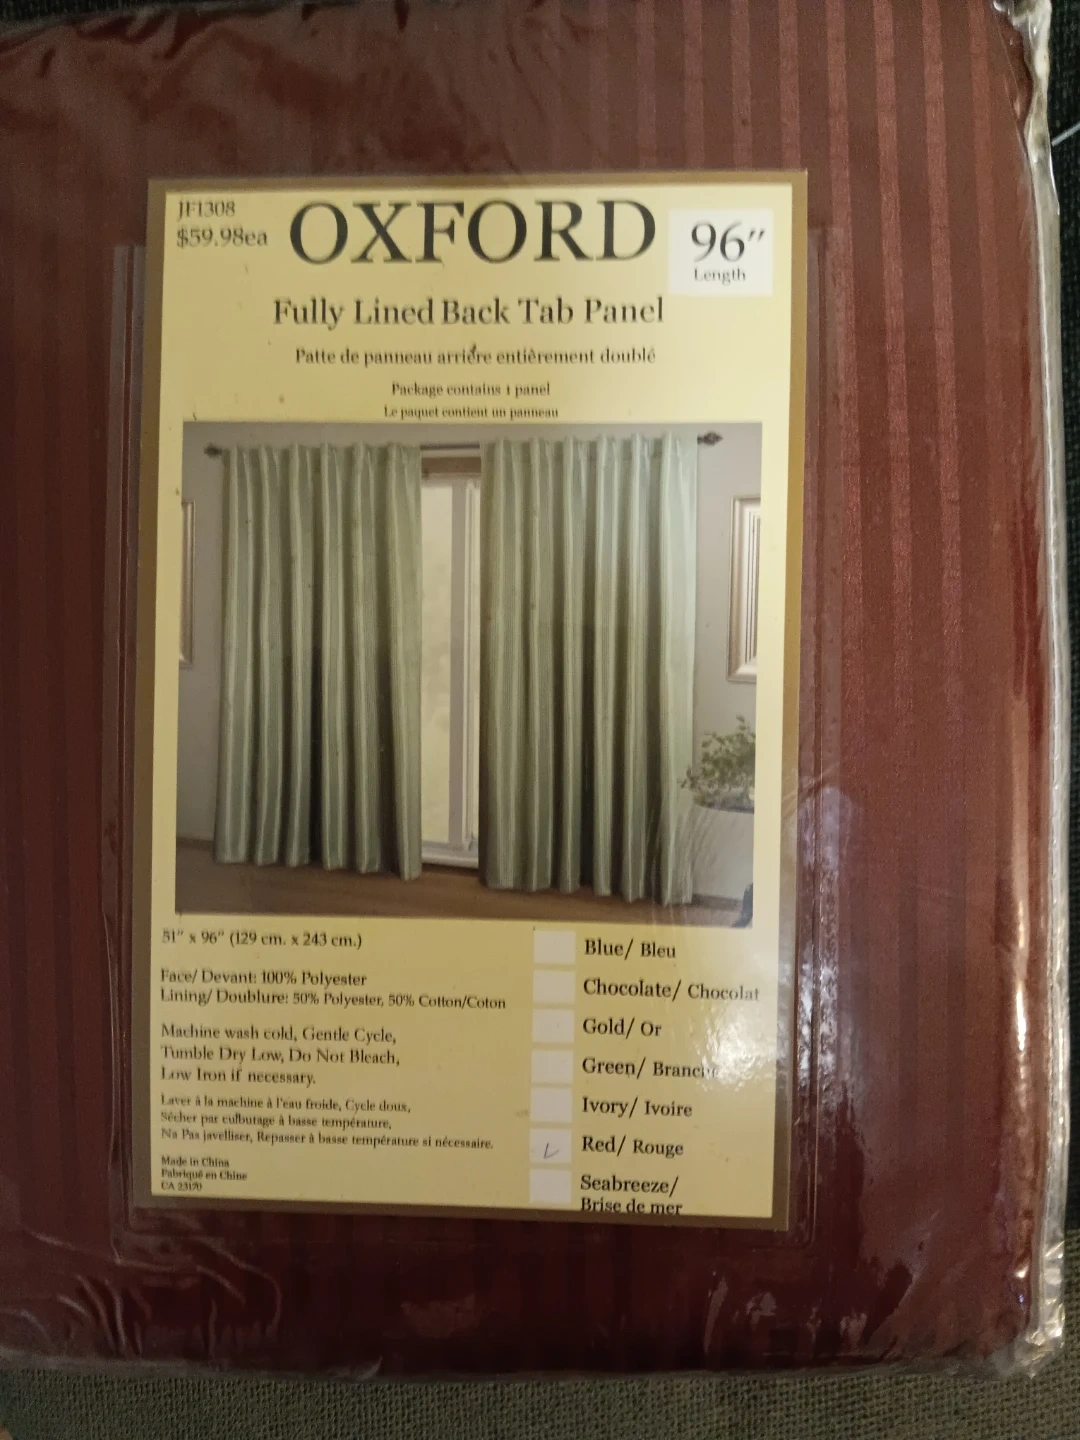 JF1308
$59.98ea
OXFORD
96"
Length
Fully Lined Back Tab Panel
Patte de panneau arrière entièrement doublé
Package contains 1 panel
Le paquet contient un panneau
51" x 96" (129 cm. x 243 cm.)
Face/ Devant: 100% Polyester
Lining/ Doublure: 50% Polyester, 50% Cotton/Coton
Machine wash cold, Gentle Cycle,
Tumble Dry Low, Do Not Bleach,
Low Iron if necessary.
Laver à la machine à l'eau froide, Cycle doux,
Sécher par culburage à basse température,
Na Pas javelliser, Repasser à basse température si nécessaire.
Made in China
Fabriqué en Chine
CA 23170
Blue/ Bleu
Chocolate/ Chocolat
Gold/ Or
Green/
Ivory/ Ivoire
Red/ Rouge
Seabreeze/
Brise de mer